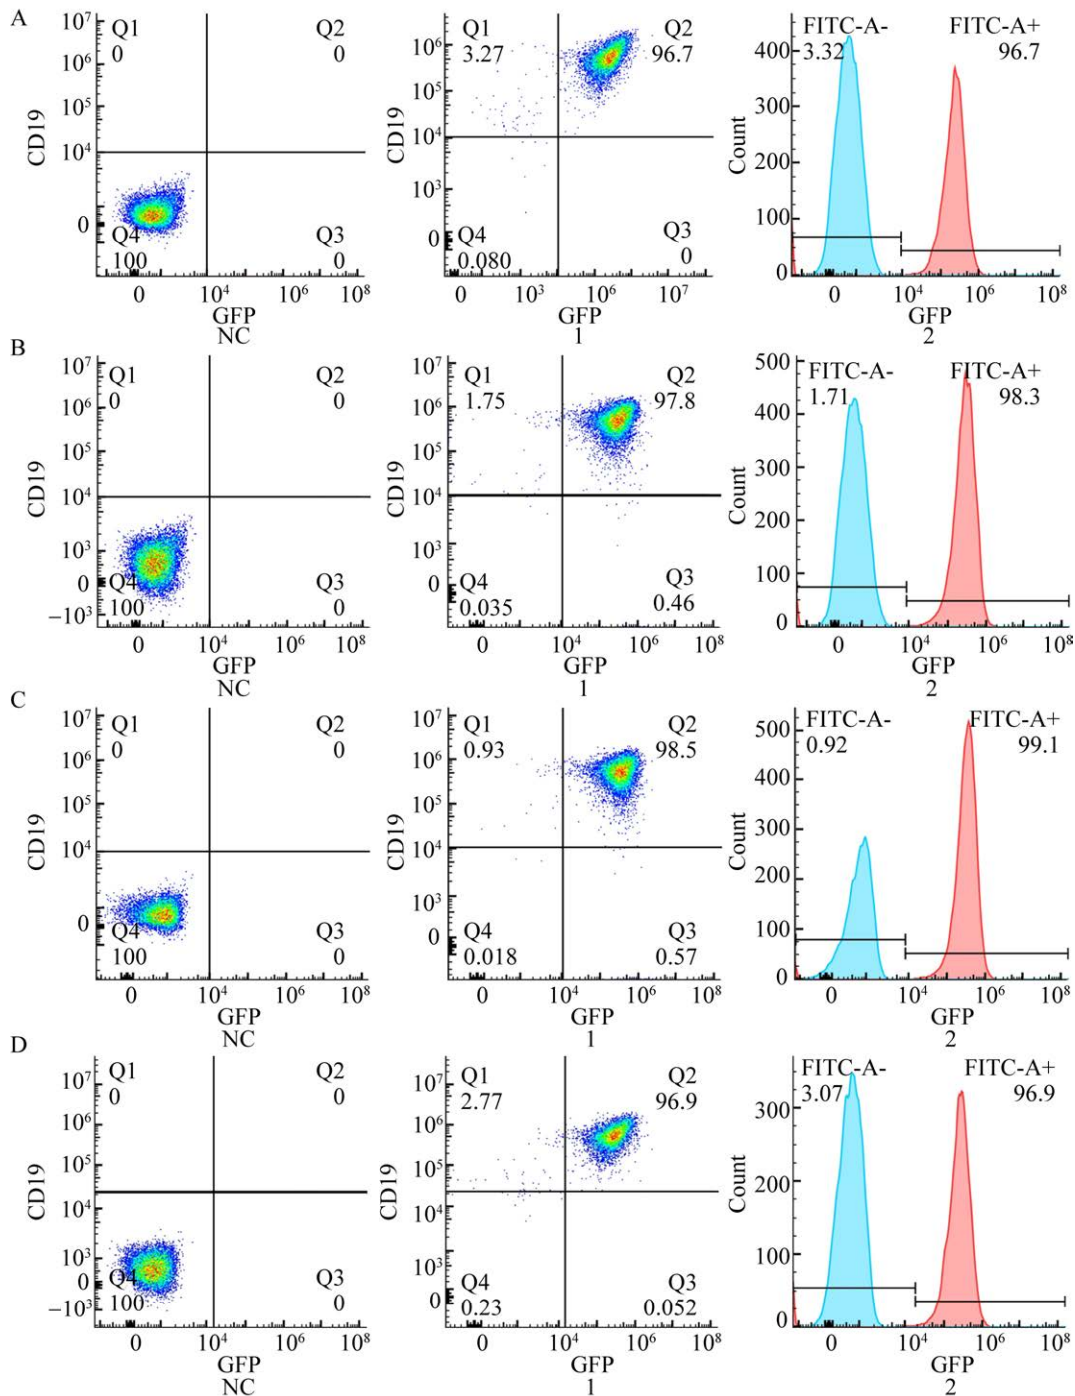 A
Q1
0
Q2
0
Q4
100
Q3
0
CD19
10⁷
10⁶
10⁵
10⁴
0
0
10⁴
10⁶
10⁸
GFP
NC
Q1
3.27
Q2
96.7
Q4
0.080
Q3
0
CD19
10⁶
10⁵
10⁴
10³
0
0
10³
10⁶
10⁷
GFP
1
FITC-A-
3.32
FITC-A+
96.7
Count
400
300
200
100
0
0
10⁴
10⁶
10⁸
GFP
2
B
Q1
0
Q2
0
Q4
100
Q3
0
CD19
10⁷
10⁶
10⁵
10⁴
10³
0
−10³
0
10⁴
10⁶
10⁸
GFP
NC
Q1
1.75
Q2
97.8
Q4
0.035
Q3
0.46
CD19
10⁷
10⁶
10⁵
10⁴
10³
0
0
10⁴
10⁶
10⁸
GFP
1
FITC-A-
1.71
FITC-A+
98.3
Count
500
400
300
200
100
0
0
10⁴
10⁶
10⁸
GFP
2
C
Q1
0
Q2
0
Q4
100
Q3
0
CD19
10⁷
10⁶
10⁵
10⁴
0
0
10⁴
10⁶
10⁸
GFP
NC
Q1
0.93
Q2
98.5
Q4
0.018
Q3
0.57
CD19
10⁷
10⁶
10⁵
10⁴
10³
0
0
10⁴
10⁶
10⁸
GFP
1
FITC-A-
0.92
FITC-A+
99.1
Count
500
400
300
200
100
0
0
10⁴
10⁶
10⁸
GFP
2
D
Q1
0
Q2
0
Q4
100
Q3
0
CD19
10⁷
10⁶
10⁵
10⁴
10³
0
−10³
0
10⁴
10⁶
10⁸
GFP
NC
Q1
2.77
Q2
96.9
Q4
0.23
Q3
0.052
CD19
10⁷
10⁶
10⁵
10⁴
0
0
10⁴
10⁶
10⁸
GFP
1
FITC-A-
3.07
FITC-A+
96.9
Count
300
200
100
0
0
10⁴
10⁶
10⁸
GFP
2